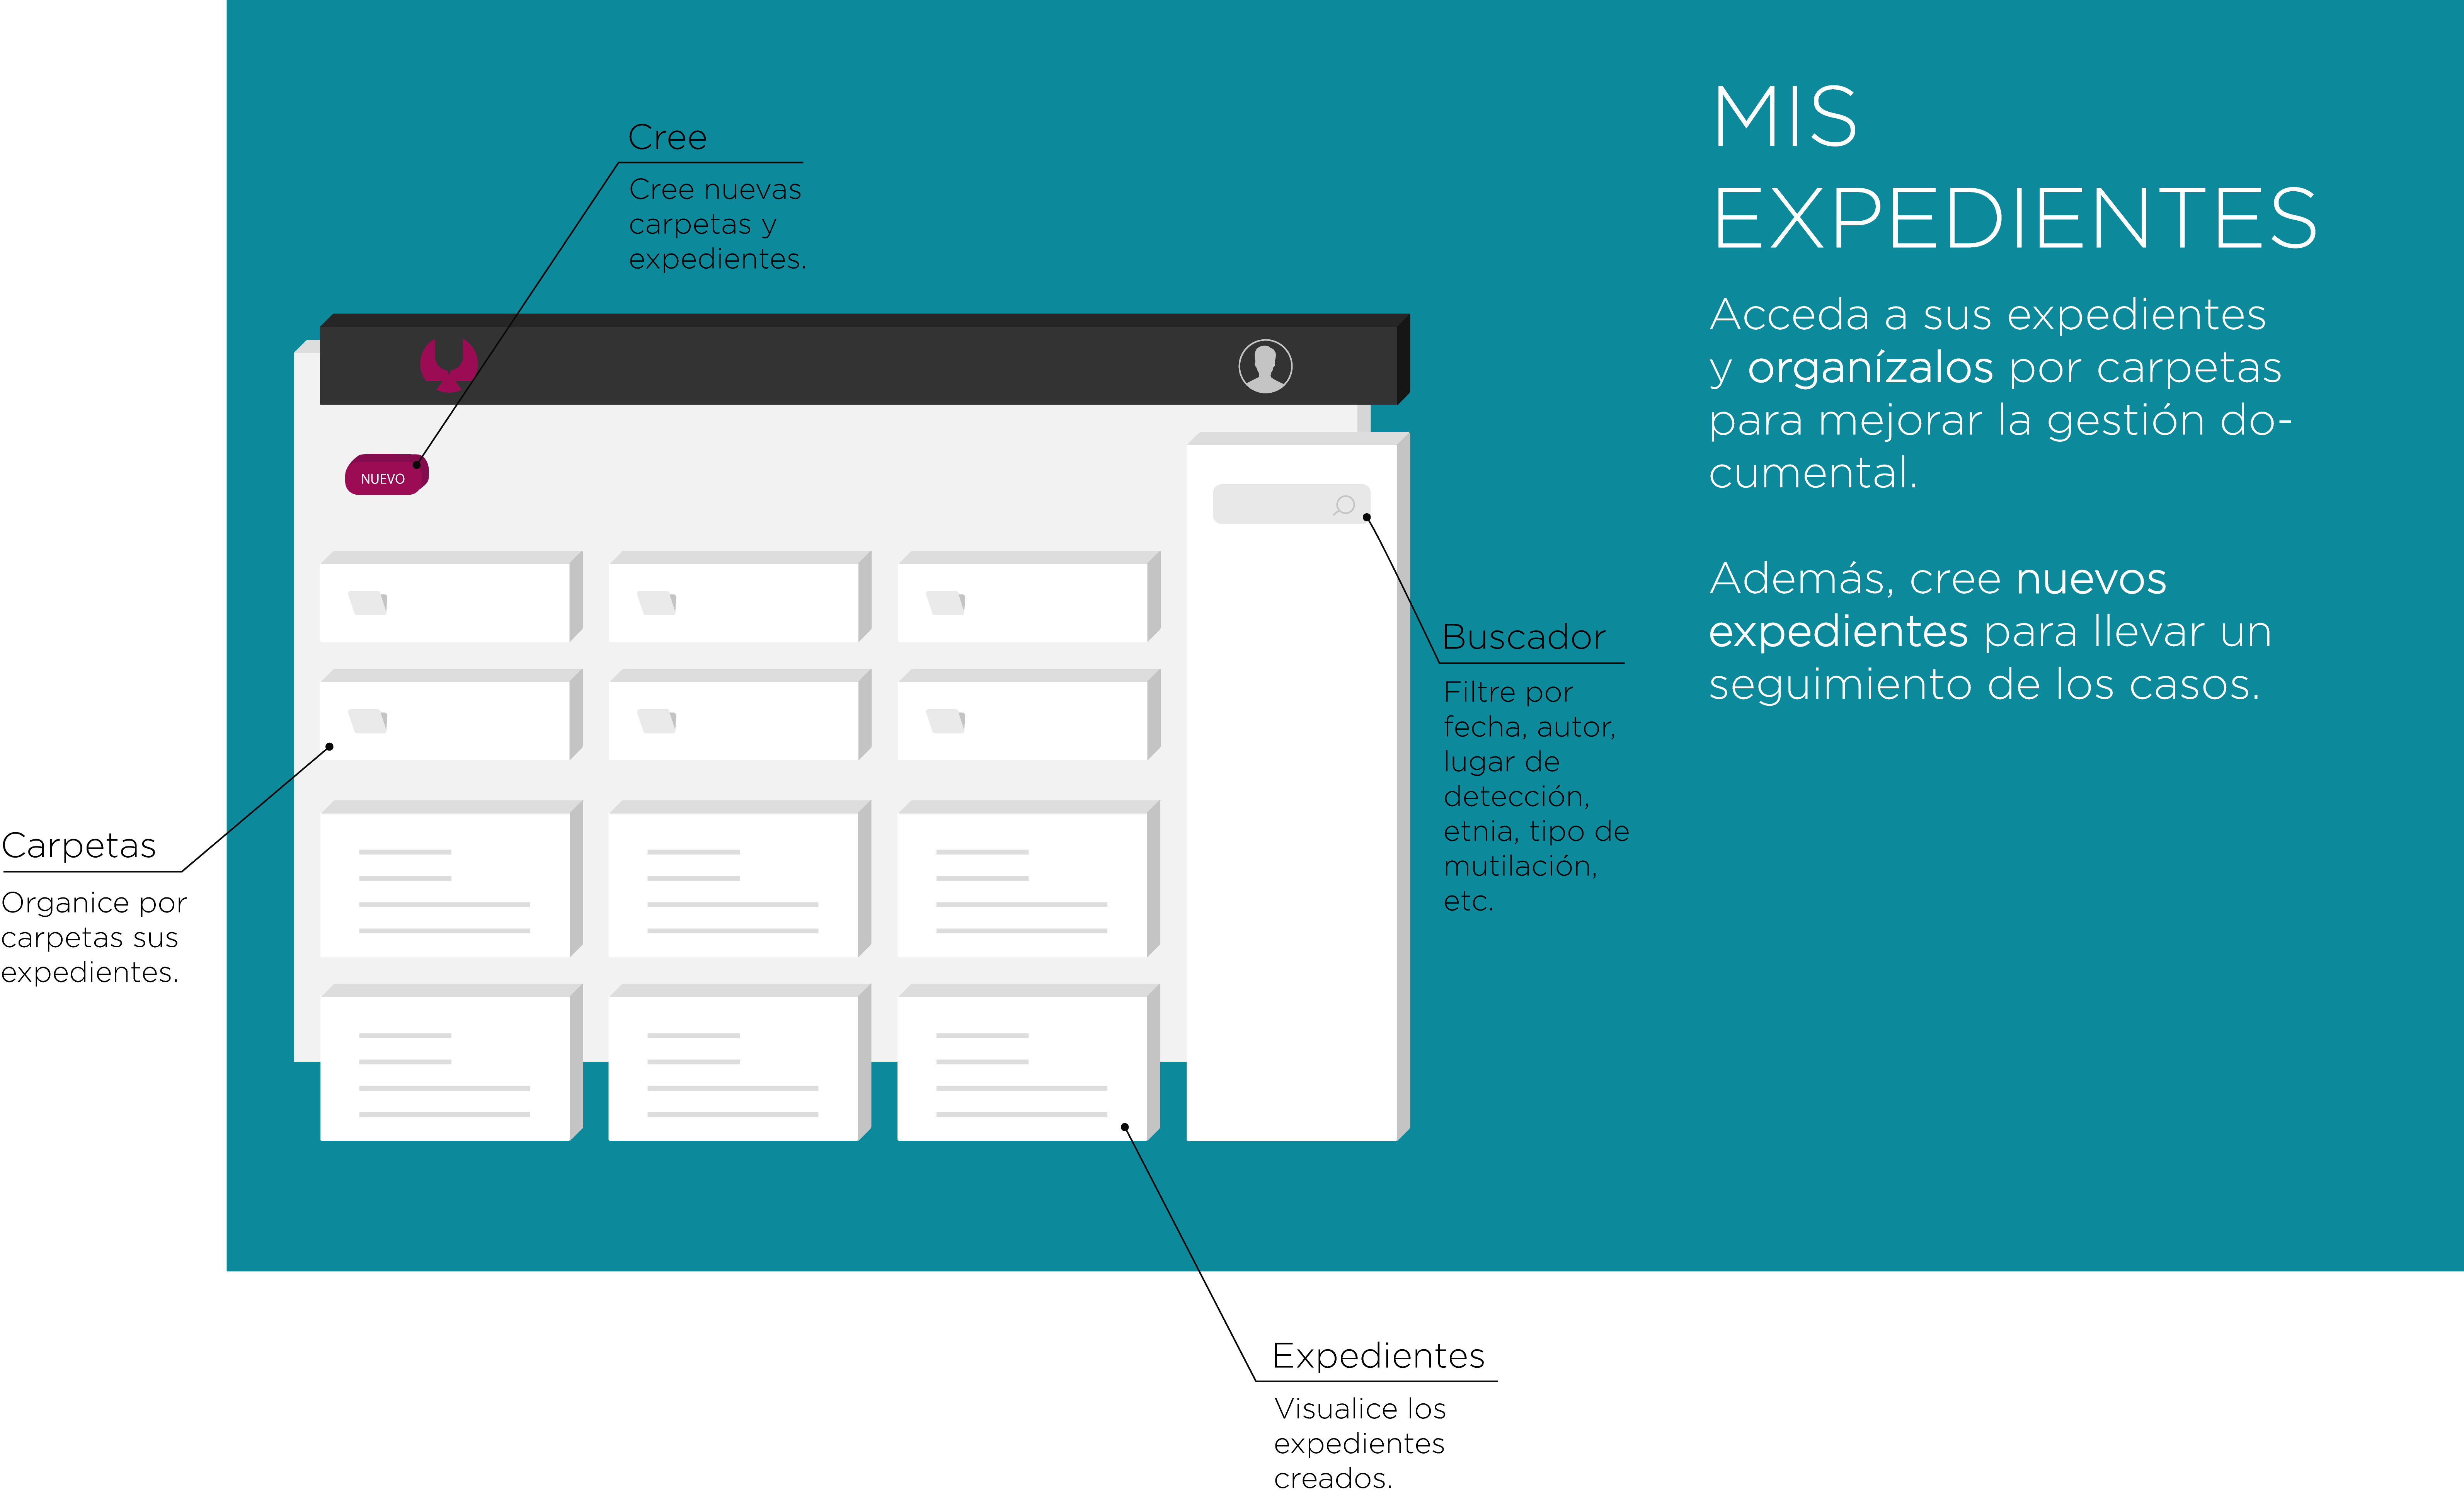 MIS
EXPEDIENTES
Acceda a sus expedientes
y organízalos por carpetas
para mejorar la gestión do-
cumental.
Además, cree nuevos
expedientes para llevar un
seguimiento de los casos.
Cree
Cree nuevas
carpetas y
expedientes.
NUEVO
Buscador
Filtre por
fecha, autor,
lugar de
detección,
etnia, tipo de
mutilación,
etc.
Carpetas
Organice por
carpetas sus
expedientes.
Expedientes
Visualice los
expedientes
creados.